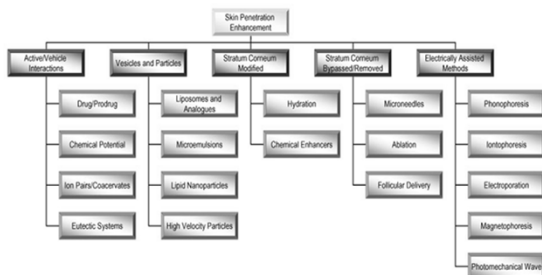 Skin Penetration
Enhancement
Active/Vehicle
Interactions
Vesicles and Particles
Stratum Corneum
Modified
Stratum Corneum
Bypassed/Removed
Electrically Assisted
Methods
Drug/Prodrug
Chemical Potential
Ion Pairs/Coacervates
Eutectic Systems
Liposomes
and Analogues
Microemulsions
Lipid Nanoparticles
High Velocity Particles
Hydration
Chemical Enhancers
Microneedles
Ablation
Follicular Delivery
Phonophoresis
Iontophoresis
Electroporation
Magnetophoresis
Photomechanical Wave